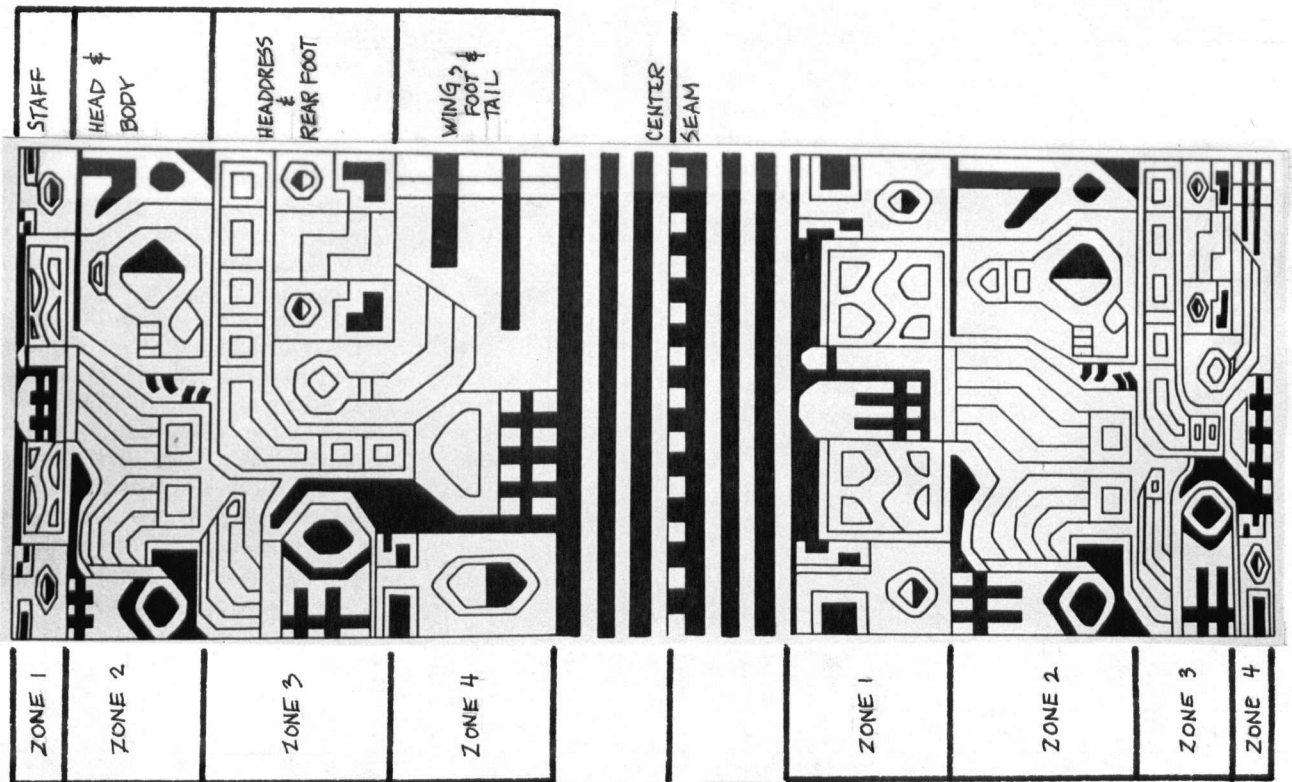 STAFF
HEAD &
BODY
HEADDRESS
&
REAR FOOT
WING?
FOOT &
TAIL
CENTER
SEAM
ZONE 1
ZONE 2
ZONE 3
ZONE 4
ZONE 1
ZONE 2
ZONE 3
ZONe 4